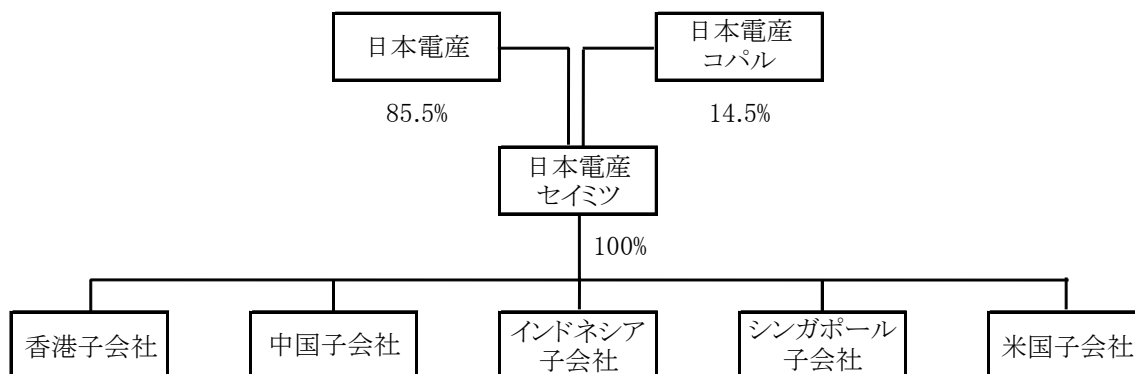 日本電産
日本電産
コパル
85.5%
14.5%
日本電産
セイミツ
100%
香港子会社
中国子会社
インドネシア
子会社
シンガポール
子会社
米国子会社